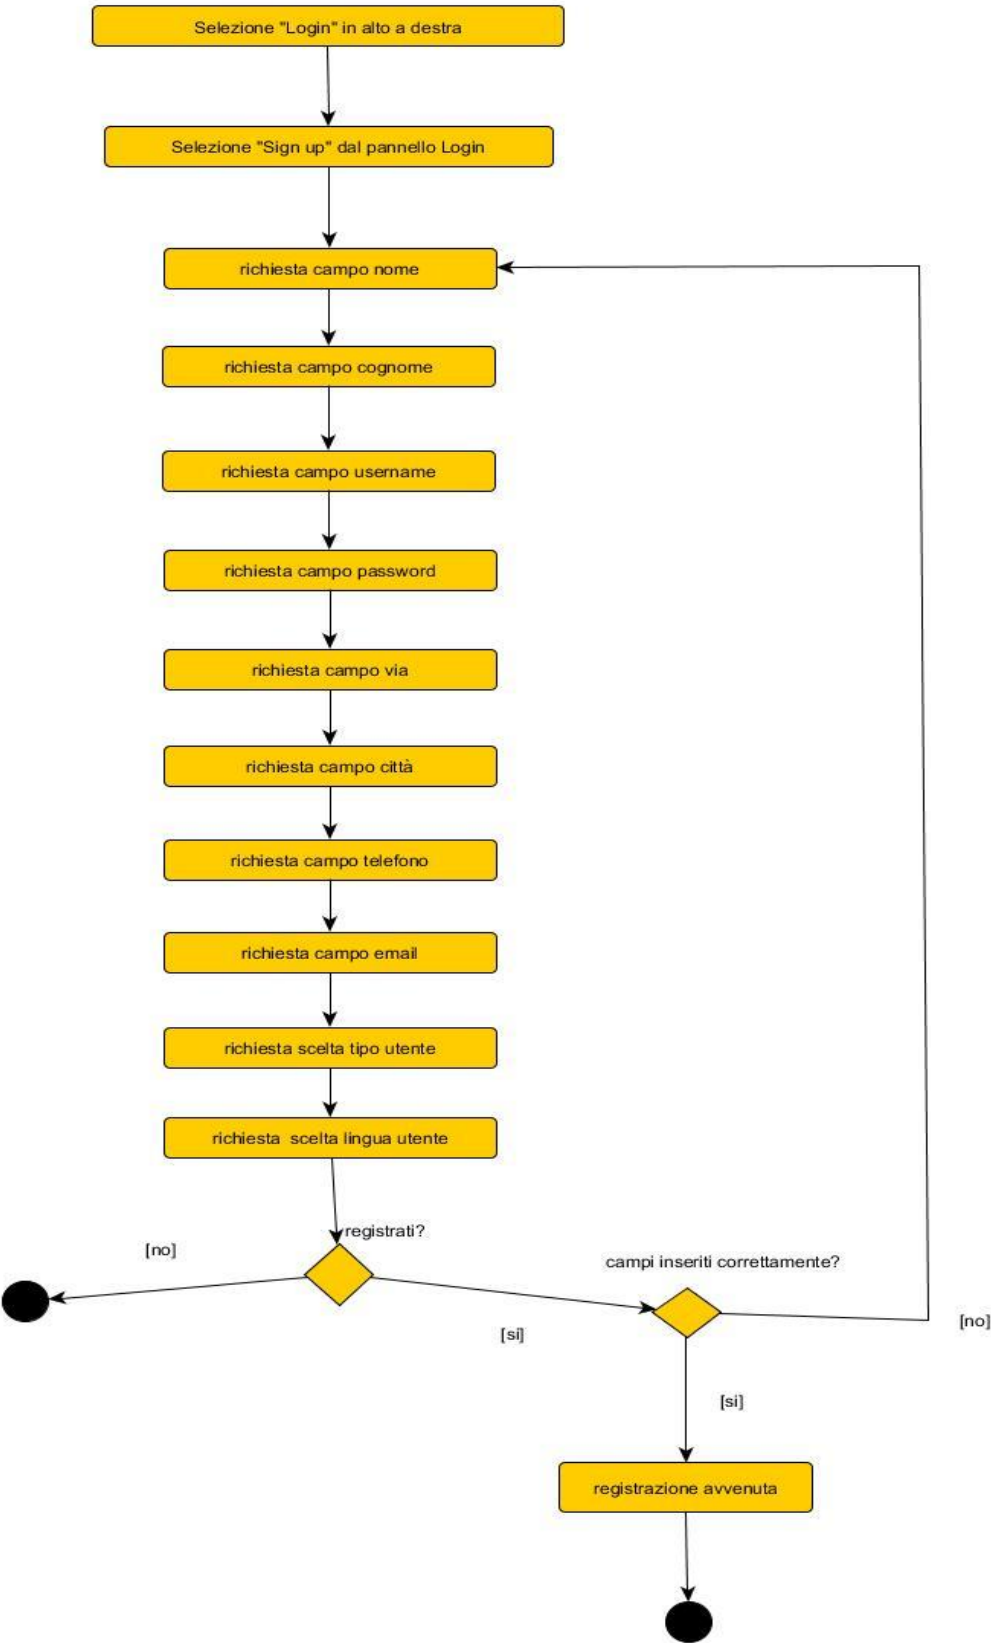 Selezione "Login" in alto a destra
Selezione "Sign up" dal pannello Login
richiesta campo nome
richiesta campo cognome
richiesta campo username
richiesta campo password
richiesta campo via
richiesta campo città
richiesta campo telefono
richiesta campo email
richiesta scelta tipo utente
richiesta  scelta lingua utente
registrati?
[no]
campi inseriti correttamente?
[no]
[si]
[si]
registrazione avvenuta